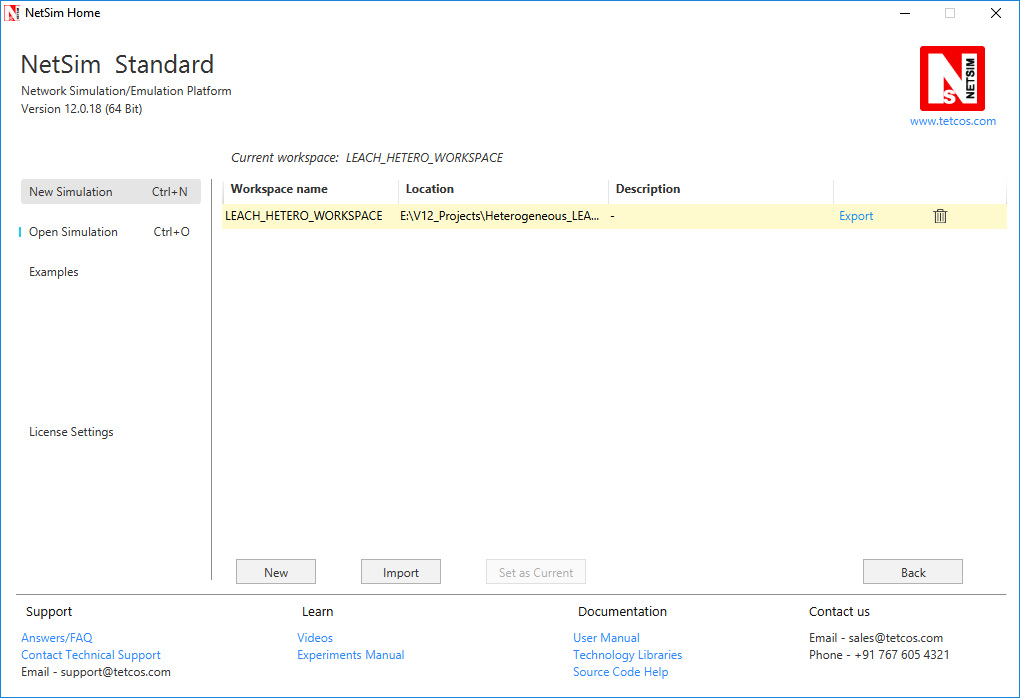 NetSim Home
NetSim Standard
Network Simulation/Emulation Platform
Version 12.0.18 (64 Bit)
N
S
NETSIM
www.tetcos.com
Current workspace: LEACH_HETERO_WORKSPACE
New Simulation Ctrl+N
Open Simulation Ctrl+O
Examples
License Settings
Workspace name Location Description
LEACH_HETERO_WORKSPACE E:\V12_Projects\Heterogeneous_LEA... - Export
New Import Set as Current Back
Support
Answers/FAQ
Contact Technical Support
Email - support@tetcos.com
Learn
Videos
Experiments Manual
Documentation
User Manual
Technology Libraries
Source Code Help
Contact us
Email - sales@tetcos.com
Phone - +91 767 605 4321